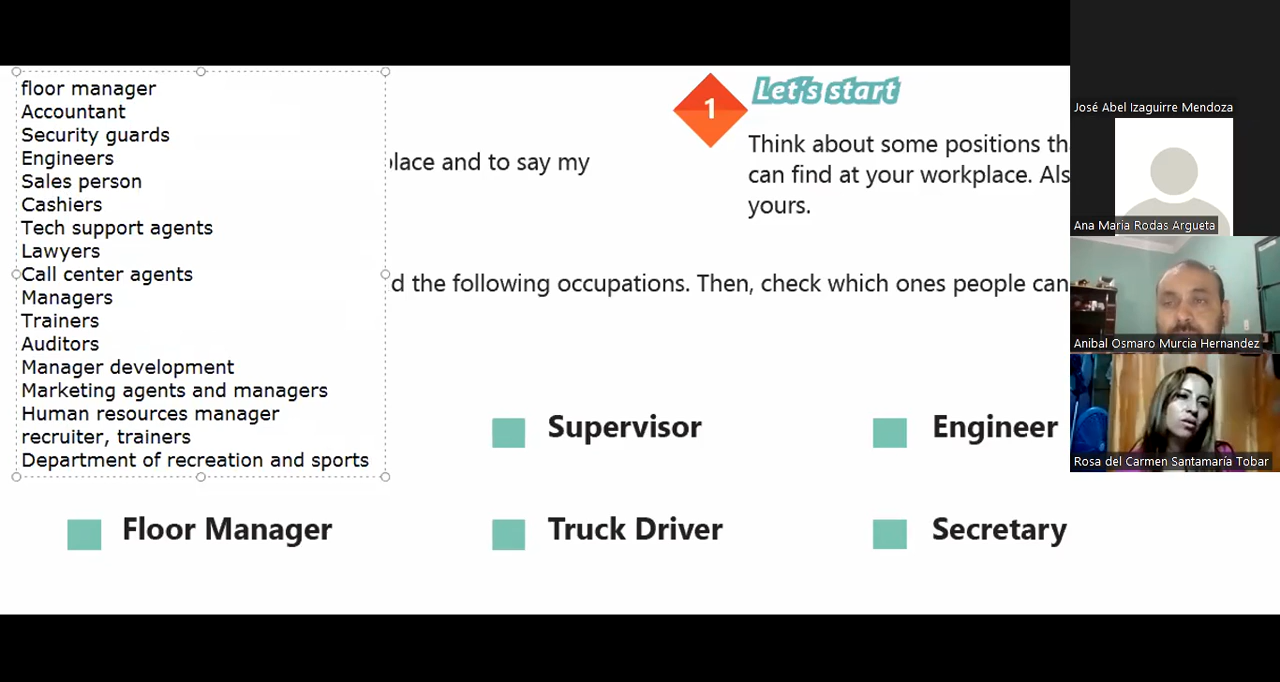 floor manager
Accountant
Security guards
Engineers
Sales person
Cashiers
Tech support agents
Lawyers
Call center agents
Managers
Trainers
Auditors
Manager development
Marketing agents and managers
Human resources manager
recruiter, trainers
Department of recreation and sports
place and to say my
1
Let's start
Think about some positions th
can find at your workplace. Als
yours.
d the following occupations. Then, check which ones people can
Supervisor
Engineer
Floor Manager
Truck Driver
Secretary
José Abel Izaguirre Mendoza
Ana Maria Rodas Argueta
Anibal Osmaro Murcia Hernandez
Rosa del Carmen Santamaría Tobar